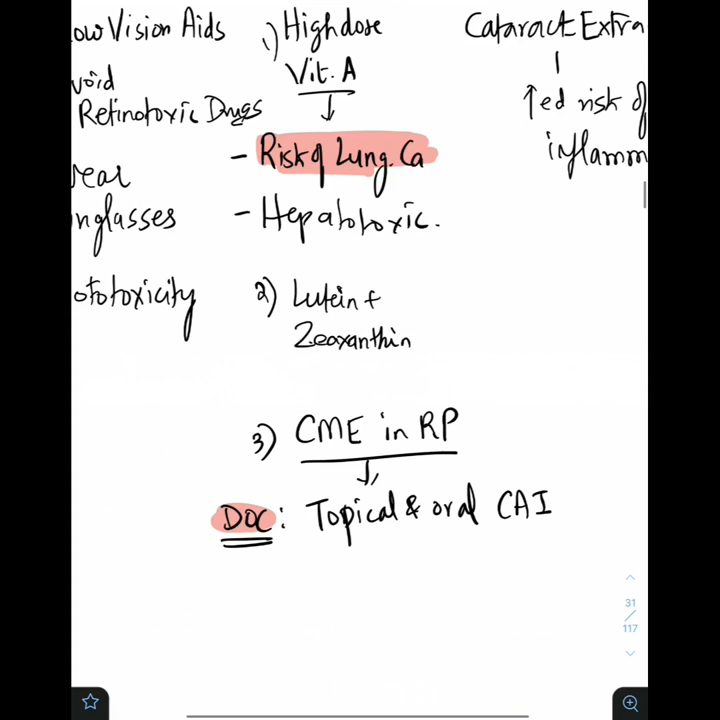 ow Vision Aids
void
Retinotoxic Drugs
ear
nglasses
ototoxicity
1) High dose
Vit. A
- Risk of Lung. Ca
- Hepatotoxic.
2) Lutein +
Zeaxanthin
3) CME in RP
DOC : Topical & oral CAI
Cataract Extra
↑ed risk of
inflamm
31
/
117